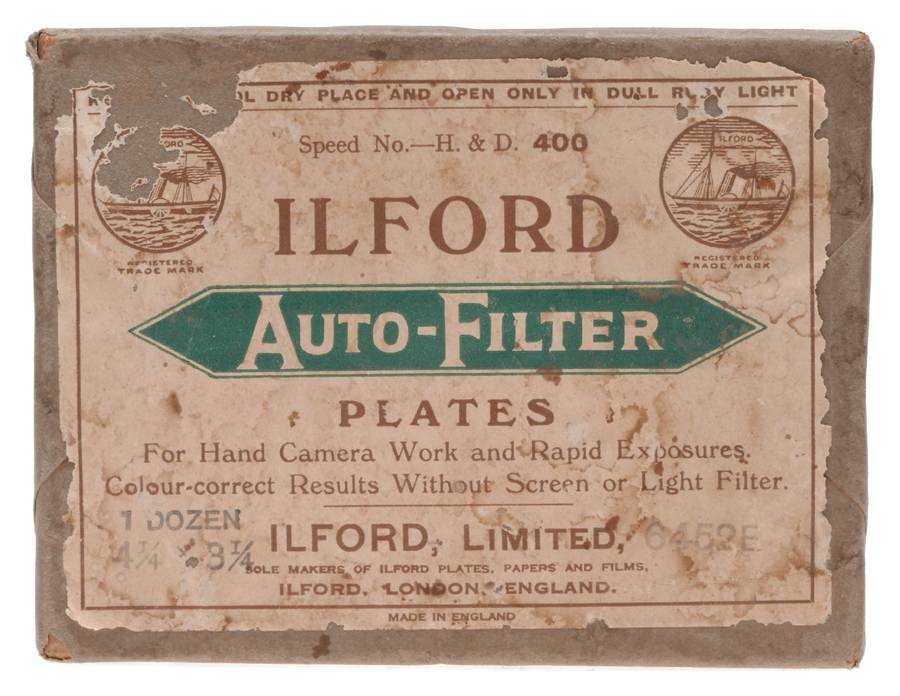 DRY PLACE AND OPEN ONLY IN DULL RUBY LIGHT
Speed No.—H. & D. 400
ILFORD
ILFORD
REGISTERED
TRADE MARK
REGISTERED
TRADE MARK
AUTO-FILTER
PLATES
For Hand Camera Work and Rapid Exposures.
Colour-correct Results Without Screen or Light Filter.
1 DOZEN
4¼ × 3¼
ILFORD, LIMITED,
SOLE MAKERS OF ILFORD PLATES, PAPERS AND FILMS,
ILFORD, LONDON, ENGLAND.
MADE IN ENGLAND